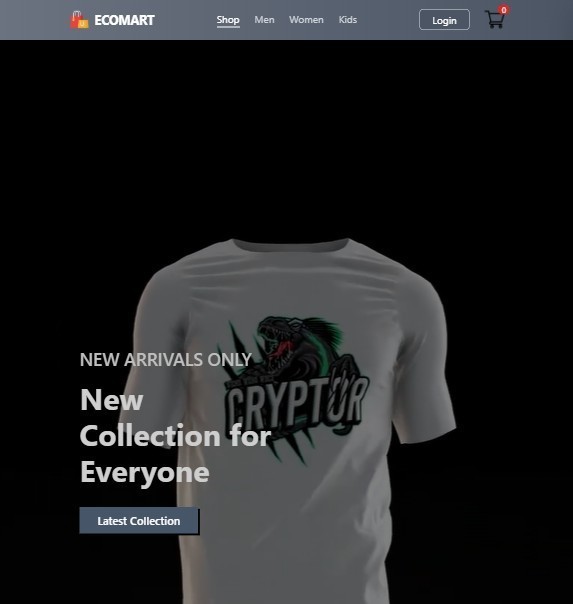 ECOMART
Shop
Men
Women
Kids
Login
0
NEW ARRIVALS ONLY
CRYPTOR
New
Collection for
Everyone
Latest Collection